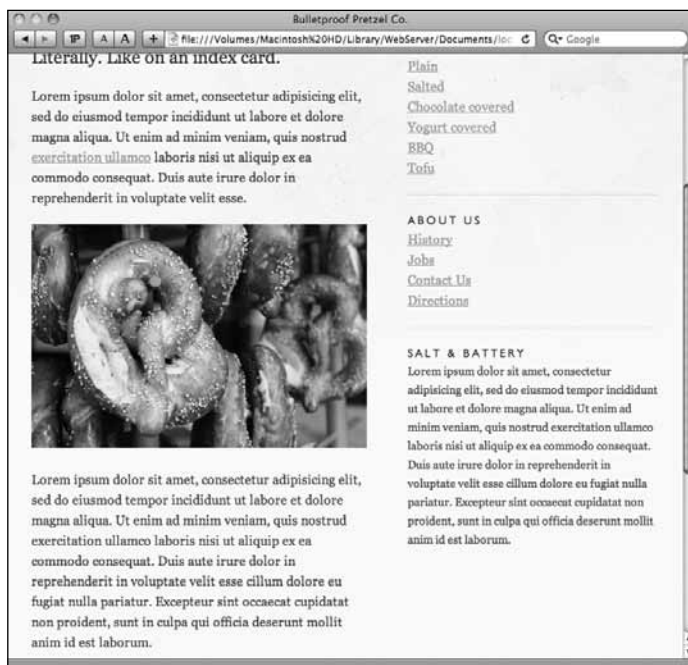 Bulletproof Pretzel Co.
1P A A + file:///Volumes/Macintosh%20HD/Library/WebServer/Documents/loc Google
Literally. Like on an index card.
Lorem ipsum dolor sit amet, consectetur adipisicing elit,
sed do eiusmod tempor incididunt ut labore et dolore
magna aliqua. Ut enim ad minim veniam, quis nostrud
exercitation ullamco laboris nisi ut aliquip ex ea
commodo consequat. Duis aute irure dolor in
reprehenderit in voluptate velit esse.
Lorem ipsum dolor sit amet, consectetur adipisicing elit,
sed do eiusmod tempor incididunt ut labore et dolore
magna aliqua. Ut enim ad minim veniam, quis nostrud
exercitation ullamco laboris nisi ut aliquip ex ea
commodo consequat. Duis aute irure dolor in
reprehenderit in voluptate velit esse cillum dolore eu
fugiat nulla pariatur. Excepteur sint occaecat cupidatat
non proident, sunt in culpa qui officia deserunt mollit
anim id est laborum.
Plain
Salted
Chocolate covered
Yogurt covered
BBQ
Tofu
ABOUT US
History
Jobs
Contact Us
Directions
SALT & BATTERY
Lorem ipsum dolor sit amet, consectetur
adipisicing elit, sed do eiusmod tempor incididunt
ut labore et dolore magna aliqua. Ut enim ad
minim veniam, quis nostrud exercitation ullamco
laboris nisi ut aliquip ex ea commodo consequat.
Duis aute irure dolor in reprehenderit in
voluptate velit esse cillum dolore eu fugiat nulla
pariatur. Excepteur sint occaecat cupidatat non
proident, sunt in culpa qui officia deserunt mollit
anim id est laborum.